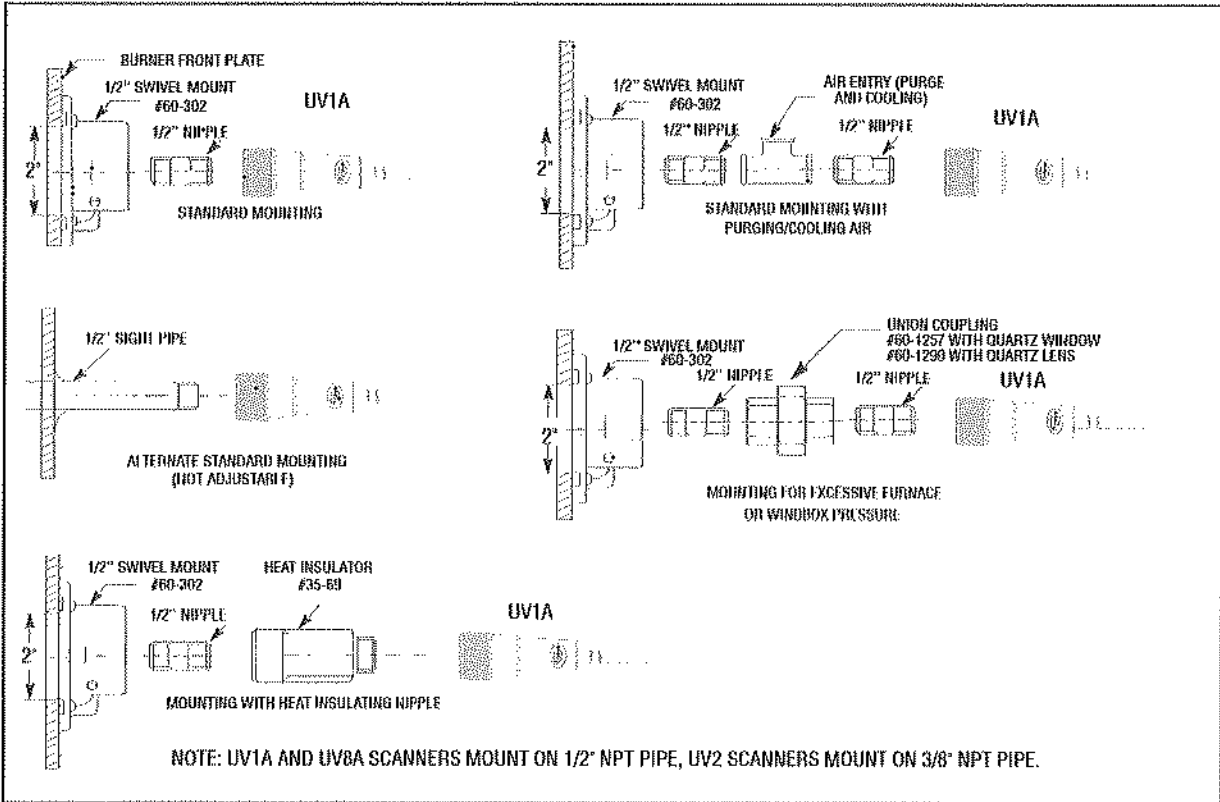 BURNER FRONT PLATE
1/2" SWIVEL MOUNT
#60-302
UV1A
1/2" NIPPLE
2"
STANDARD MOUNTING
1/2" SWIVEL MOUNT
#60-302
AIR ENTRY (PURGE
AND COOLING)
1/2" NIPPLE
1/2" NIPPLE
UV1A
2"
STANDARD MOUNTING WITH
PURGING/COOLING AIR
1/2" SIGHT PIPE
ALTERNATE STANDARD MOUNTING
(NOT ADJUSTABLE)
1/2" SWIVEL MOUNT
#60-302
UNION COUPLING
#60-1257 WITH QUARTZ WINDOW
#60-1299 WITH QUARTZ LENS
1/2" NIPPLE
1/2" NIPPLE
UV1A
2"
MOUNTING FOR EXCESSIVE FURNACE
OR WINDBOX PRESSURE
1/2" SWIVEL MOUNT
#60-302
HEAT INSULATOR
#35-69
1/2" NIPPLE
UV1A
2"
MOUNTING WITH HEAT INSULATING NIPPLE
NOTE: UV1A AND UV8A SCANNERS MOUNT ON 1/2" NPT PIPE, UV2 SCANNERS MOUNT ON 3/8" NPT PIPE.